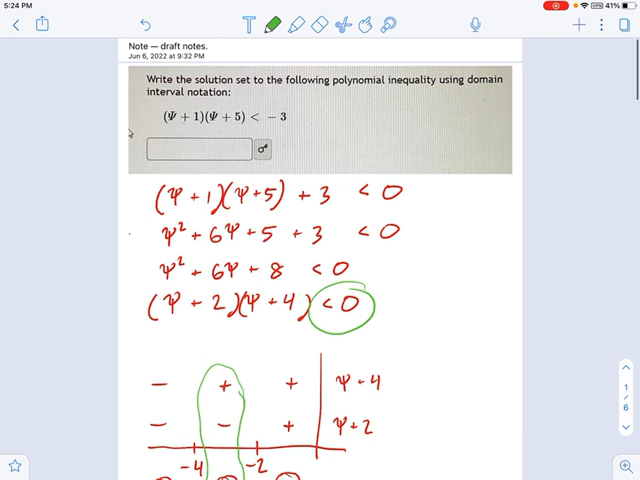 5:24 PM
VPN 41%
T
Note — draft notes.
Jun 6, 2022 at 9:32 PM
Write the solution set to the following polynomial inequality using domain
interval notation:
(Ψ + 1)(Ψ + 5) < − 3
(Ψ + 1)(Ψ + 5) + 3 < 0
Ψ² + 6Ψ + 5 + 3 < 0
Ψ² + 6Ψ + 8 < 0
(Ψ + 2)(Ψ + 4) < 0
− + + Ψ + 4
− − + Ψ + 2
−4 −2
1
/
6